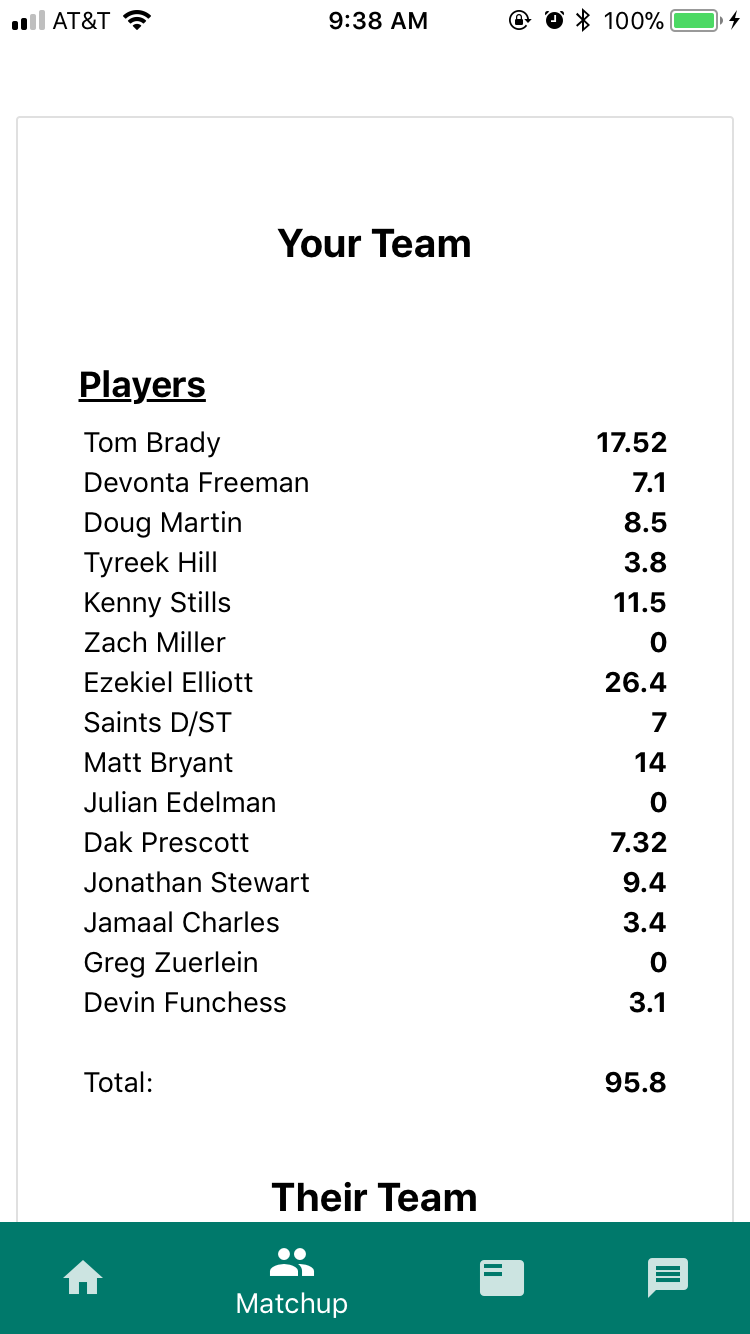 AT&T 9:38 AM 100%
Your Team
Players
Tom Brady 17.52
Devonta Freeman 7.1
Doug Martin 8.5
Tyreek Hill 3.8
Kenny Stills 11.5
Zach Miller 0
Ezekiel Elliott 26.4
Saints D/ST 7
Matt Bryant 14
Julian Edelman 0
Dak Prescott 7.32
Jonathan Stewart 9.4
Jamaal Charles 3.4
Greg Zuerlein 0
Devin Funchess 3.1
Total: 95.8
Their Team
Matchup